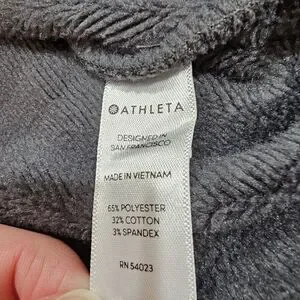 ATHLETA
DESIGNED IN
SAN FRANCISCO
MADE IN VIETNAM
65% POLYESTER
32% COTTON
3% SPANDEX
RN 54023